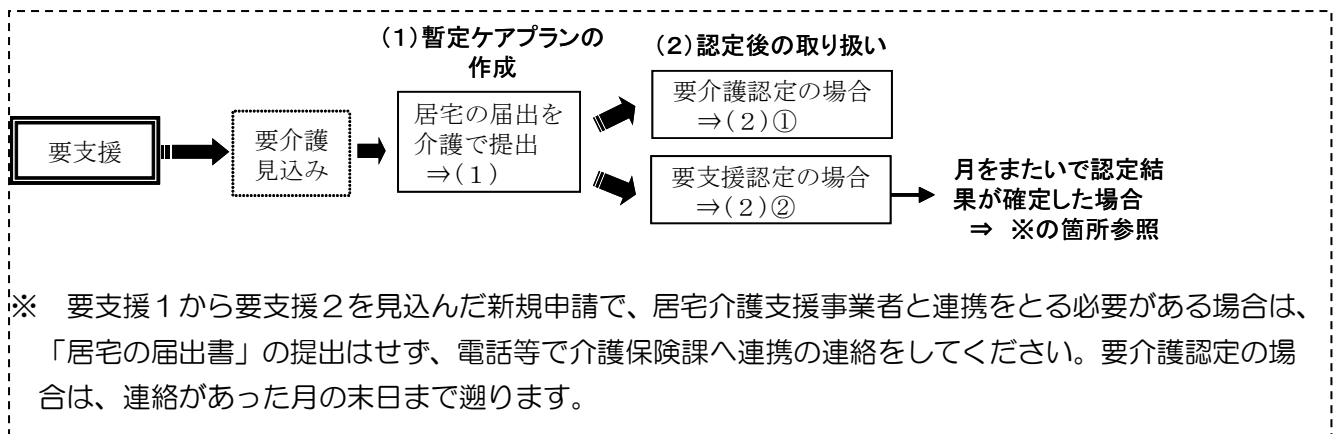 (1)暫定ケアプランの
作成
(2)認定後の取り扱い
要支援
要介護
見込み
居宅の届出を
介護で提出
⇒(1)
要介護認定の場合
⇒(2)①
要支援認定の場合
⇒(2)②
月をまたいで認定結
果が確定した場合
⇒ ※の箇所参照
※ 要支援1から要支援2を見込んだ新規申請で、居宅介護支援事業者と連携をとる必要がある場合は、
「居宅の届出書」の提出はせず、電話等で介護保険課へ連携の連絡をしてください。要介護認定の場
合は、連絡があった月の末日まで遡ります。